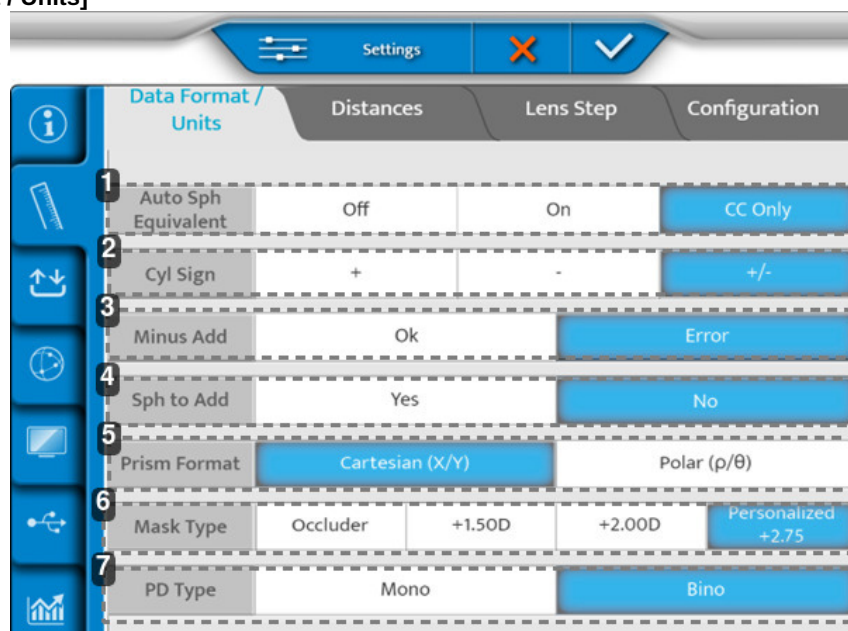 / Units]
Settings
Data Format /
Units
Distances
Lens Step
Configuration
1
Auto Sph
Equivalent
Off
On
CC Only
2
Cyl Sign
+
-
+/-
3
Minus Add
Ok
Error
4
Sph to Add
Yes
No
5
Prism Format
Cartesian (X/Y)
Polar (ρ/θ)
6
Mask Type
Occluder
+1.50D
+2.00D
Personalized
+2.75
7
PD Type
Mono
Bino